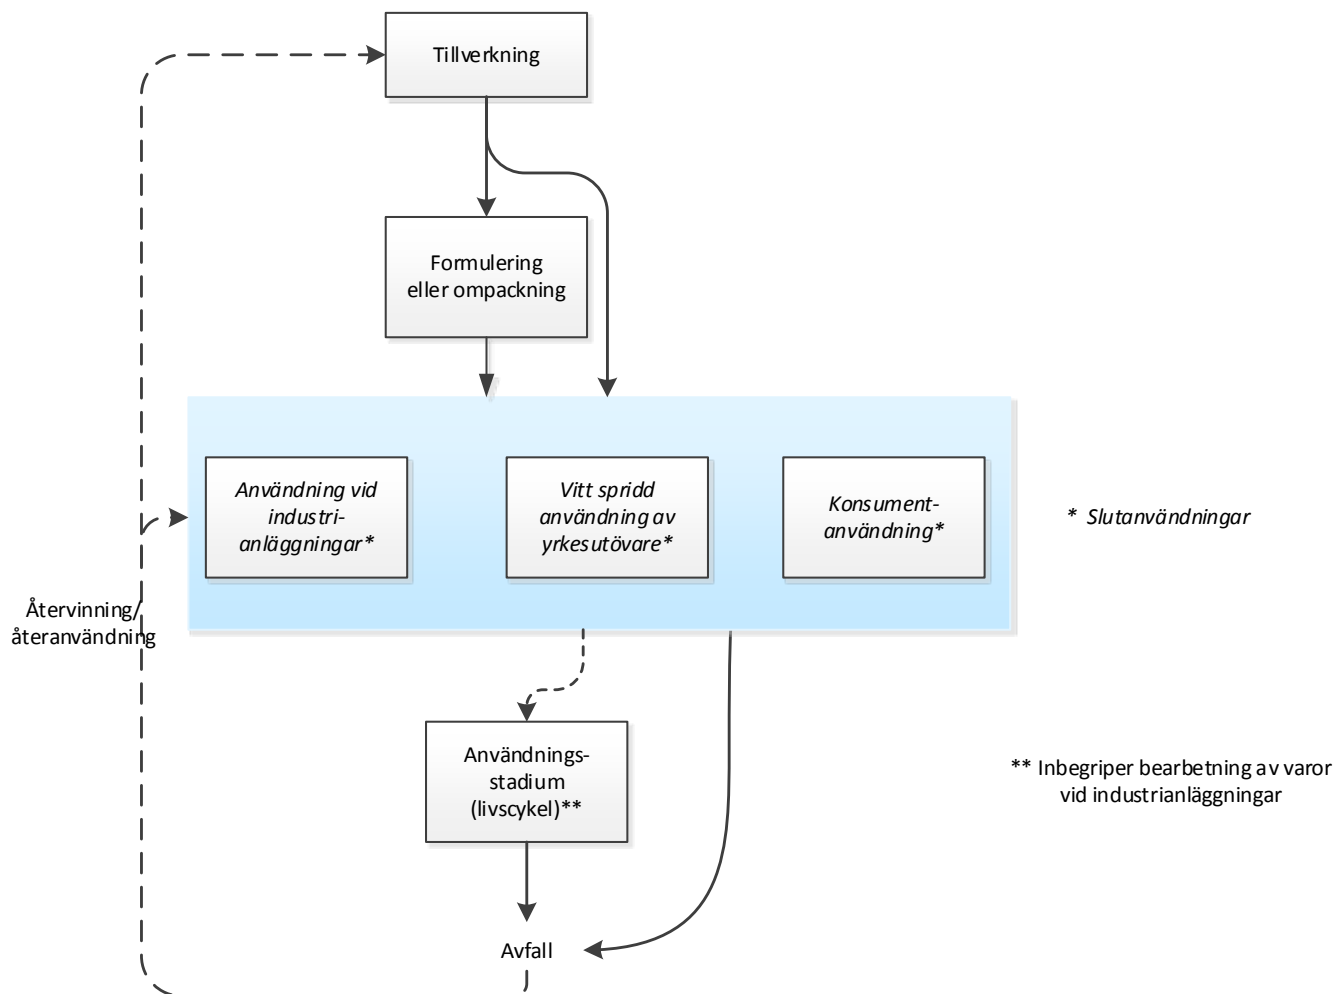 Tillverkning
Formulering
eller ompackning
Användning vid
industri-
anläggningar*
Vitt spridd
användning av
yrkesutövare*
Konsument-
användning*
* Slutanvändningar
Återvinning/
återanvändning
Användnings-
stadium
(livscykel)**
** Inbegriper bearbetning av varor
vid industrianläggningar
Avfall